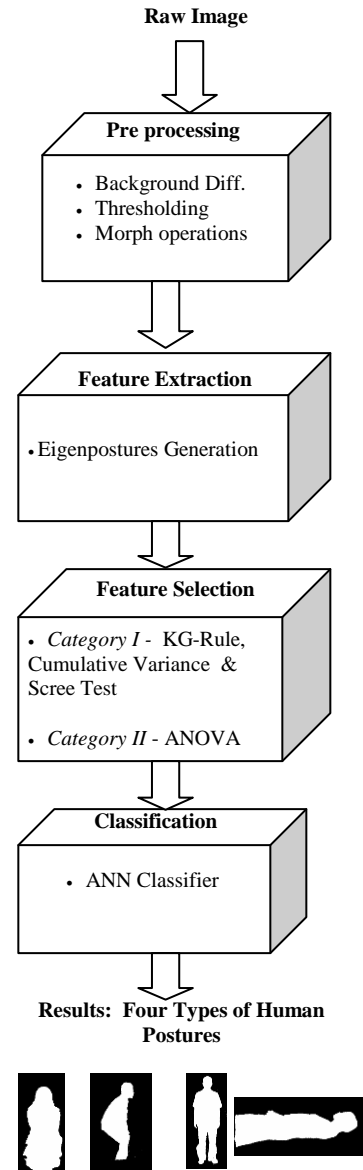 Raw Image
Pre processing
• Background Diff.
• Thresholding
• Morph operations
Feature Extraction
• Eigenpostures Generation
Feature Selection
• Category I - KG-Rule,
Cumulative Variance &
Scree Test
• Category II - ANOVA
Classification
• ANN Classifier
Results: Four Types of Human
Postures